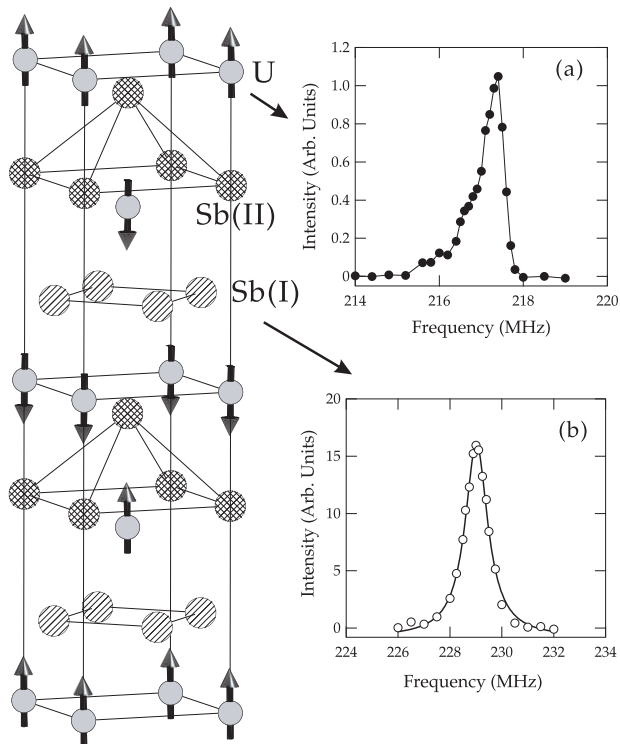 U
Sb(II)
Sb(I)
(a)
Intensity (Arb. Units)
1.2
1.0
0.8
0.6
0.4
0.2
0
214
216
217
218
220
Frequency (MHz)
(b)
Intensity (Arb. Units)
20
15
10
5
0
224
226
228
230
232
234
Frequency (MHz)